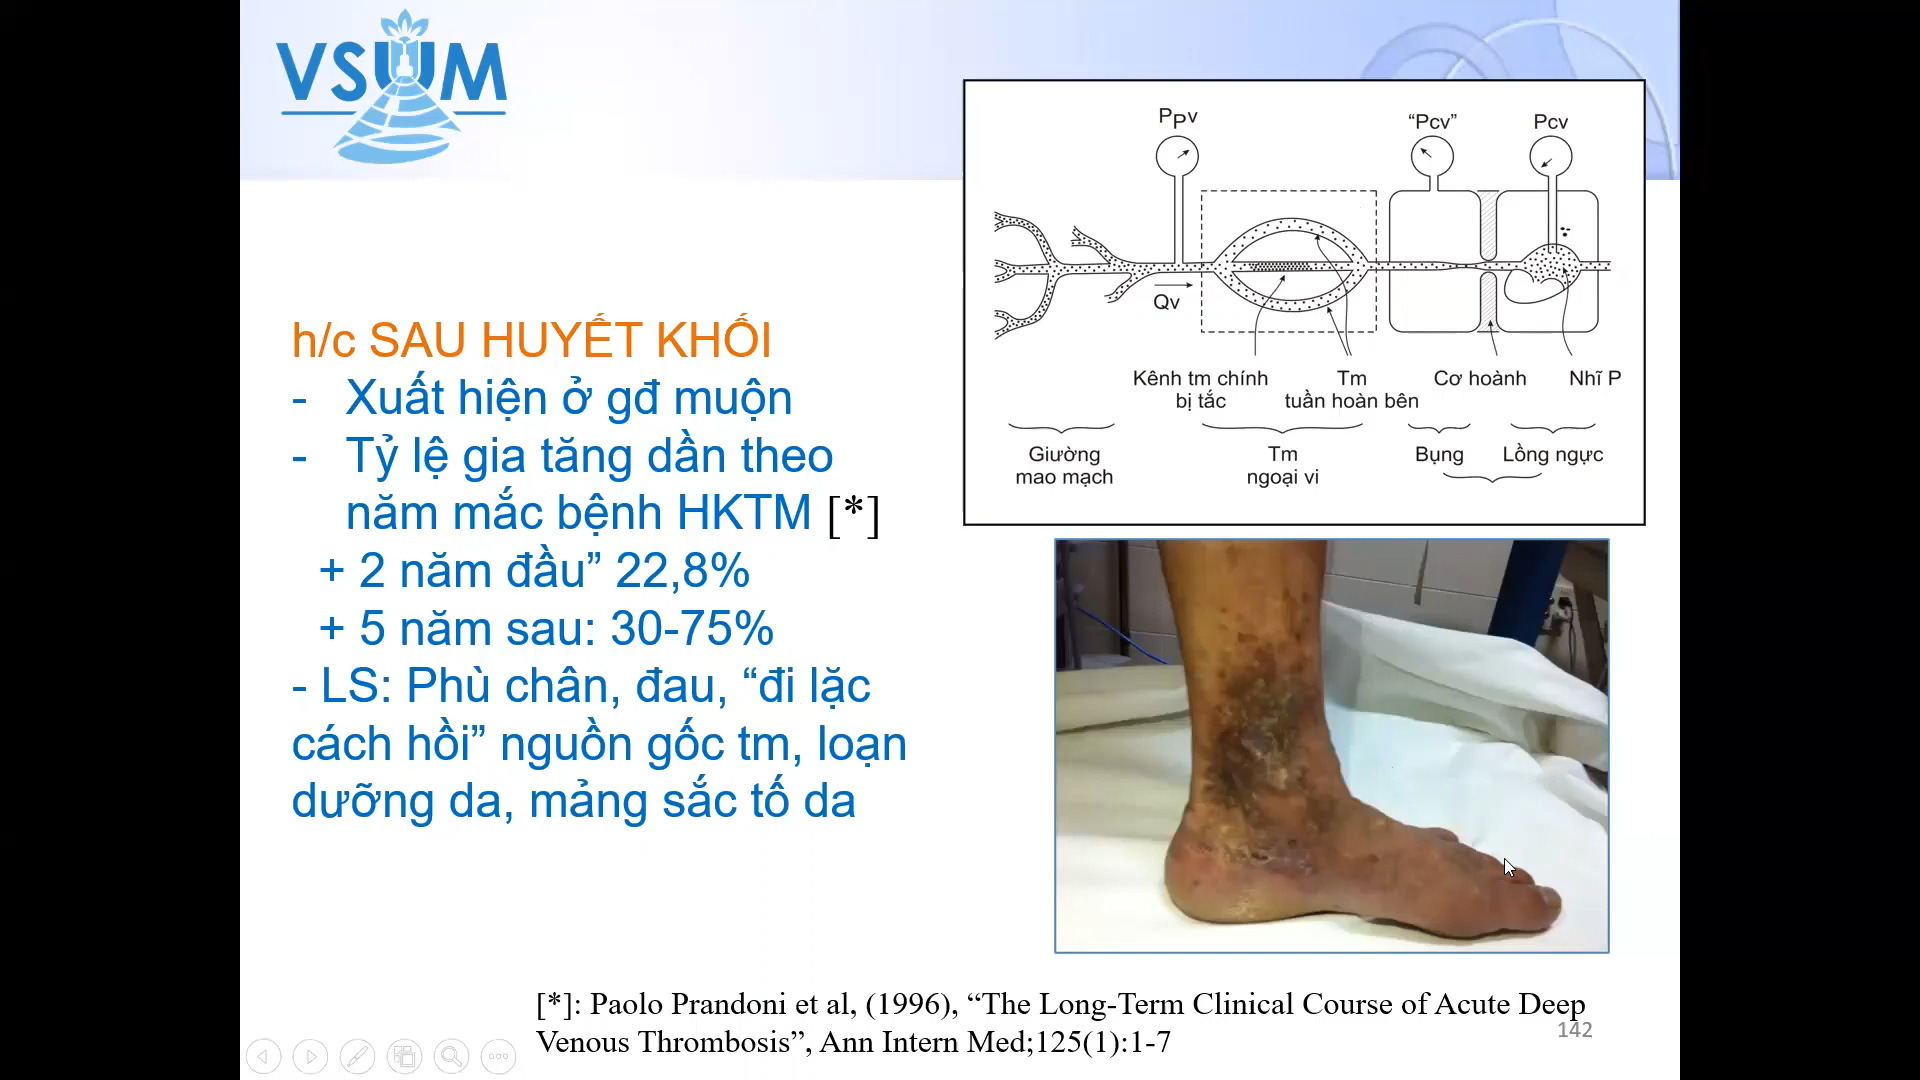 VSUM
PPv
“Pcv”
Pcv
Qv
Kênh tm chính
bị tắc
Tm
tuần hoàn bên
Cơ hoành
Nhĩ P
Giường
mao mạch
Tm
ngoại vi
Bụng
Lồng ngực
h/c SAU HUYẾT KHỐI
- Xuất hiện ở gđ muộn
- Tỷ lệ gia tăng dần theo
năm mắc bệnh HKTM [*]
+ 2 năm đầu” 22,8%
+ 5 năm sau: 30-75%
- LS: Phù chân, đau, “đi lặc
cách hồi” nguồn gốc tm, loạn
dưỡng da, mảng sắc tố da
[*]: Paolo Prandoni et al, (1996), “The Long-Term Clinical Course of Acute Deep
Venous Thrombosis”, Ann Intern Med;125(1):1-7
142